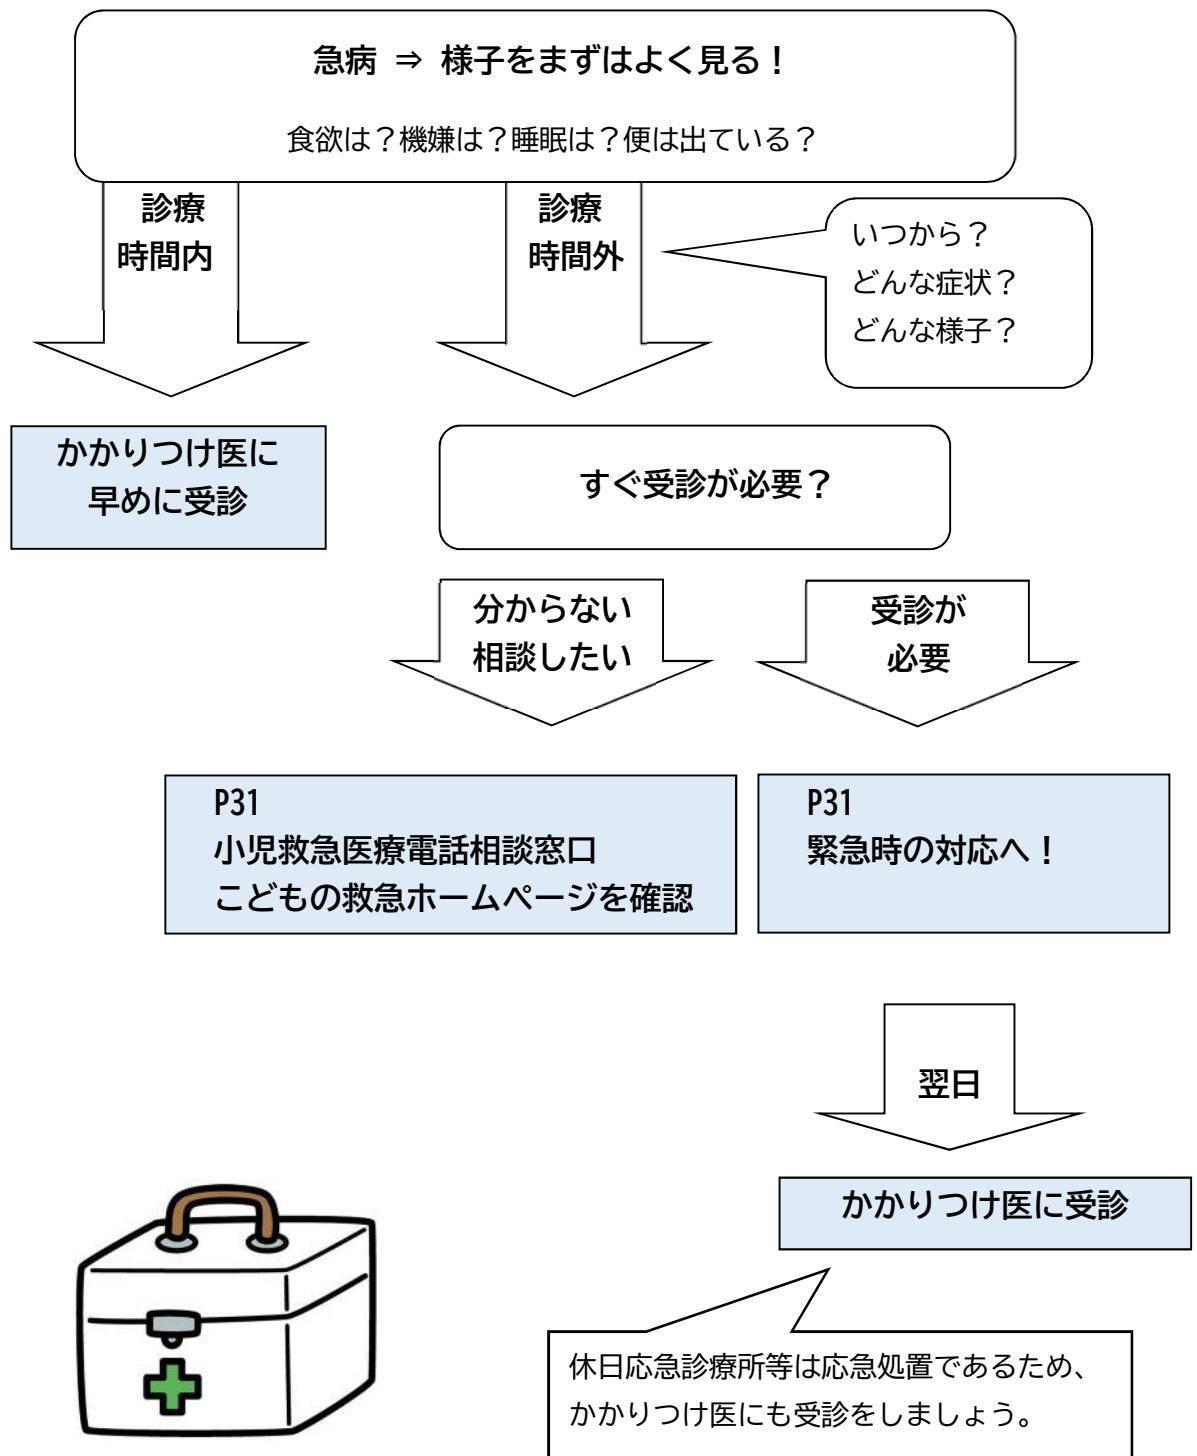 急病 ⇒ 様子をまずはよく見る！
食欲は？機嫌は？睡眠は？便は出ている？
診療
時間内
診療
時間外
いつから？
どんな症状？
どんな様子？
かかりつけ医に
早めに受診
すぐ受診が必要？
分からない
相談したい
受診が
必要
P31
小児救急医療電話相談窓口
こどもの救急ホームページを確認
P31
緊急時の対応へ！
翌日
かかりつけ医に受診
休日応急診療所等は応急処置であるため、
かかりつけ医にも受診をしましょう。